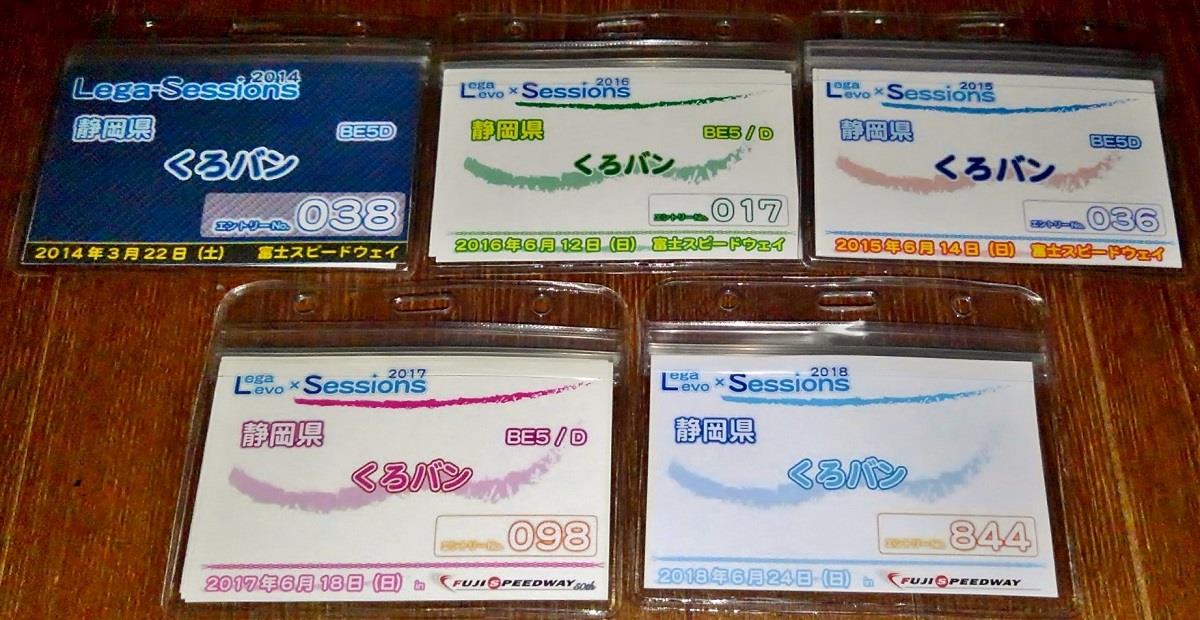 2014
Lega-Sessions
静岡県
BE5D
くろバン
エントリーNo. 038
2014年3月22日(土) 富士スピードウェイ
2016
Lega Levo × Sessions
静岡県
BE5 / D
くろバン
エントリーNo. 017
2016年6月12日(日) 富士スピードウェイ
2015
Lega Levo × Sessions
静岡県
BE5D
くろバン
エントリーNo. 036
2015年6月14日(日) 富士スピードウェイ
2017
Lega Levo × Sessions
静岡県
BE5 / D
くろバン
エントリーNo. 098
2017年6月18日(日) in FUJI SPEEDWAY 50th
2018
Lega Levo × Sessions
静岡県
くろバン
エントリーNo. 844
2018年6月24日(日) in FUJI SPEEDWAY